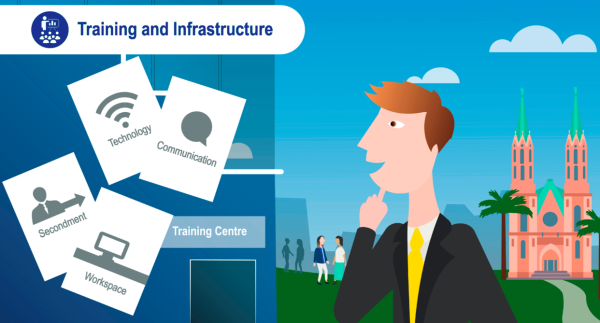 Training and Infrastructure
Technology
Communication
Secondment
Workspace
Training Centre